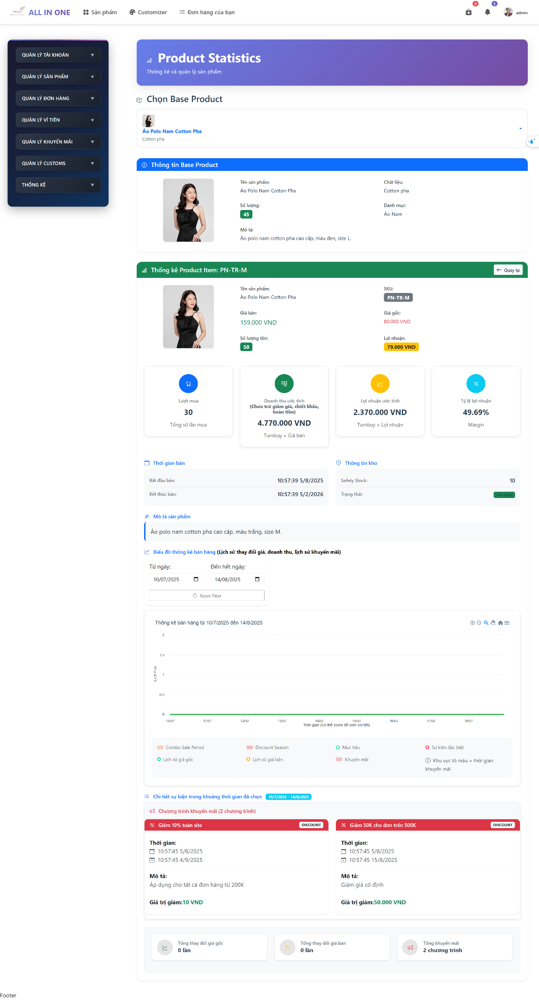 ALL IN ONE
Sản phẩm
Customizer
Đơn hàng của bạn
4
1
admin
QUẢN LÝ TÀI KHOẢN
QUẢN LÝ SẢN PHẨM
QUẢN LÝ ĐƠN HÀNG
QUẢN LÝ VÍ TIỀN
QUẢN LÝ KHUYẾN MÃI
QUẢN LÝ CUSTOMS
THỐNG KÊ
Product Statistics
Thống kê và quản lý sản phẩm
Chọn Base Product
Áo Polo Nam Cotton Pha
Cotton pha
Thông tin Base Product
Tên sản phẩm:
Áo Polo Nam Cotton Pha
Chất liệu:
Cotton pha
Số lượng:
45
Danh mục:
Áo Nam
Mô tả:
Áo polo nam cotton pha cao cấp, màu đen, size L.
Thống kê Product Item: PN-TR-M
Quay lại
Tên sản phẩm:
Áo Polo Nam Cotton Pha
SKU:
PN-TR-M
Giá bán:
159.000 VND
Giá gốc:
80.000 VND
Số lượng tồn:
50
Lợi nhuận:
79.000 VND
Lượt mua
30
Tổng số lần mua
Doanh thu ước tính
(Chưa trừ giảm giá, chiết khấu,
hoàn tiền)
4.770.000 VND
Turnbuy × Giá bán
Lợi nhuận ước tính
2.370.000 VND
Turnbuy × Lợi nhuận
Tỷ lệ lợi nhuận
49.69%
Margin
Thời gian bán
Bắt đầu bán:
10:57:39 5/8/2025
Kết thúc bán:
10:57:39 5/2/2026
Thông tin kho
Safety Stock:
10
Trạng thái:
Còn hàng
Mô tả sản phẩm
Áo polo nam cotton pha cao cấp, màu trắng, size M.
Biểu đồ thống kê bán hàng (Lịch sử thay đổi giá, doanh thu, lịch sử khuyến mãi)
Từ ngày:
Đến hết ngày:
10/07/2025
14/08/2025
Reset Filter
Thống kê bán hàng từ 10/7/2025 đến 14/8/2025
2
1,5
1
0,5
0
Lượt mua
10/07
11/07
12/07
13/07
14/07
15/07
16/07
17/07
18/07
Thời gian (Có thể zoom để xem chi tiết)
Combo Sale Period
Discount Season
Mục tiêu
Sự kiện đặc biệt
Lịch sử giá gốc
Lịch sử giá bán
Khuyến mãi
Khu vực tô màu = thời gian
khuyến mãi
Chi tiết sự kiện trong khoảng thời gian đã chọn
10/7/2025 - 14/8/2025
Chương trình khuyến mãi (2 chương trình)
Giảm 10% toàn site
DISCOUNT
Thời gian:
10:57:45 5/8/2025
10:57:45 4/9/2025
Mô tả:
Áp dụng cho tất cả đơn hàng từ 200K
Giá trị giảm:10 VND
Giảm 50K cho đơn trên 500K
DISCOUNT
Thời gian:
10:57:45 5/8/2025
10:57:45 15/8/2025
Mô tả:
Giảm giá cố định
Giá trị giảm:50.000 VND
Tổng thay đổi giá gốc
0 lần
Tổng thay đổi giá bán
0 lần
Tổng khuyến mãi
2 chương trình
Footer